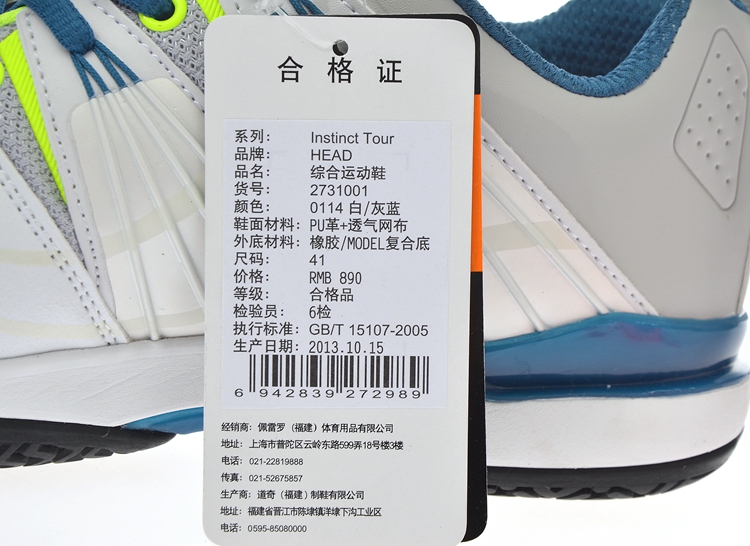 合格证
系列： Instinct Tour
品牌： HEAD
品名： 综合运动鞋
货号： 2731001
颜色： 0114 白/灰蓝
鞋面材料：PU革+透气网布
外底材料：橡胶/MODEL复合底
尺码： 41
价格： RMB 890
等级： 合格品
检验员： 6检
执行标准：GB/T 15107-2005
生产日期：2013.10.15
6 942839 272989
经销商：佩雷罗（福建）体育用品有限公司
地址：上海市普陀区云岭东路599弄18号楼3楼
电话：021-22819888
传真：021-52675857
生产商：道奇（福建）制鞋有限公司
地址：福建省晋江市陈埭镇洋埭下沟工业区
电话：0595-85080000